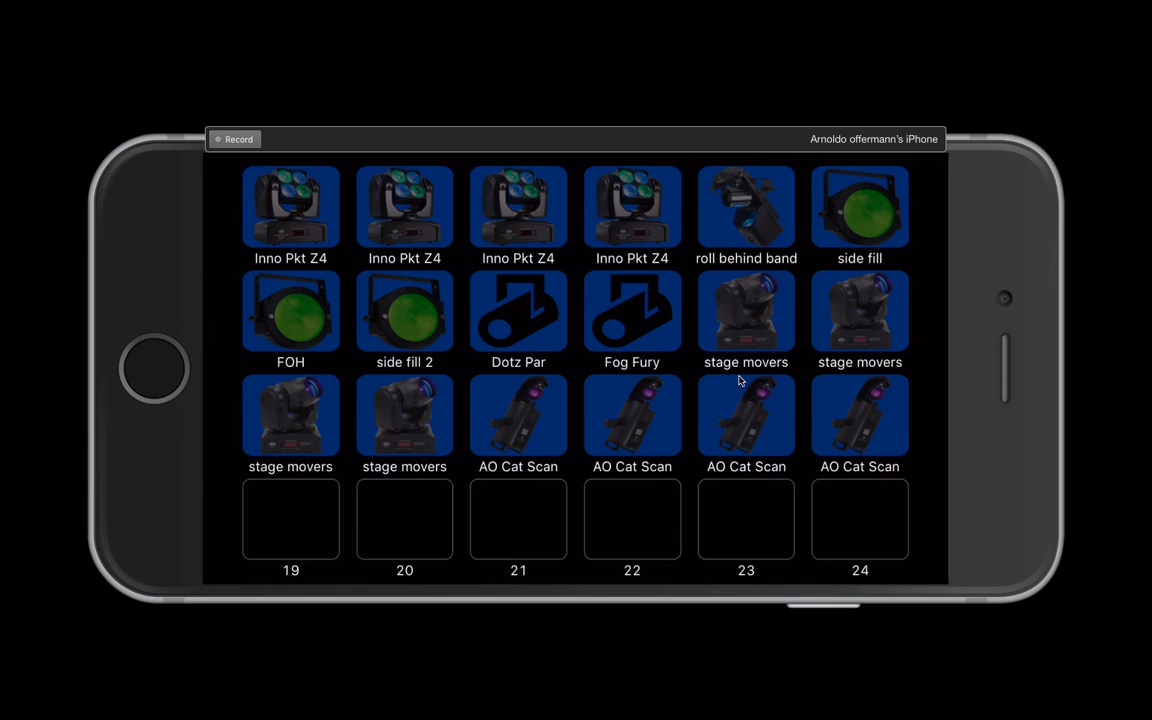 Record
Arnoldo offermann's iPhone
Inno Pkt Z4
Inno Pkt Z4
Inno Pkt Z4
Inno Pkt Z4
roll behind band
side fill
FOH
side fill 2
Dotz Par
Fog Fury
stage movers
stage movers
stage movers
stage movers
AO Cat Scan
AO Cat Scan
AO Cat Scan
AO Cat Scan
19
20
21
22
23
24